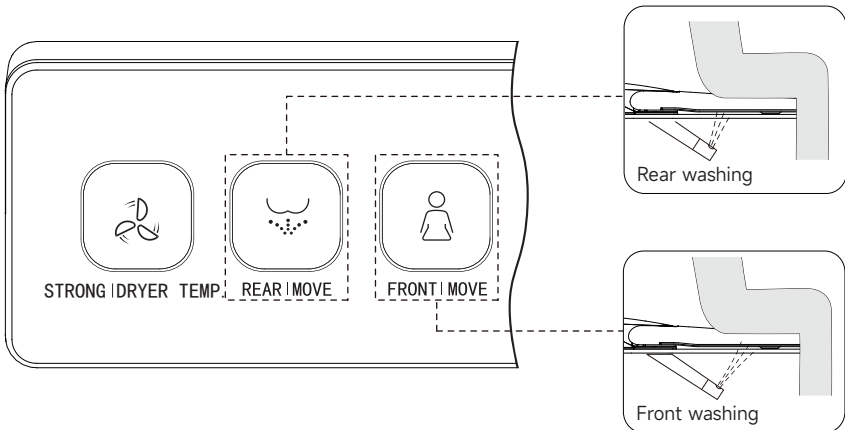 Rear washing
STRONG | DRYER TEMP. REAR | MOVE FRONT | MOVE
Front washing